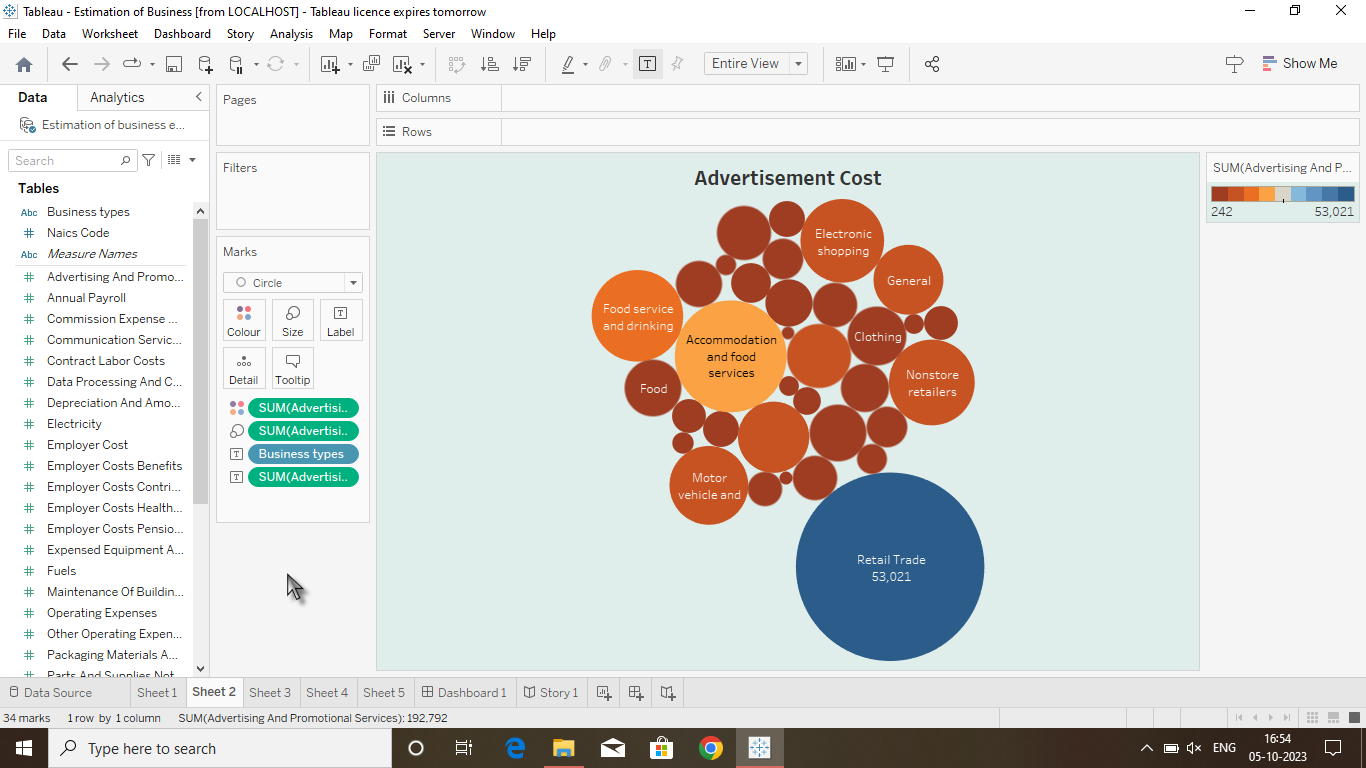 Tableau - Estimation of Business [from LOCALHOST] - Tableau licence expires tomorrow
File Data Worksheet Dashboard Story Analysis Map Format Server Window Help
Entire View
Show Me
Data Analytics
Estimation of business e...
Search
Tables
Abc Business types
# Naics Code
Abc Measure Names
# Advertising And Promo...
# Annual Payroll
# Commission Expense ...
# Communication Servic...
# Contract Labor Costs
# Data Processing And C...
# Depreciation And Amo...
# Electricity
# Employer Cost
# Employer Costs Benefits
# Employer Costs Contri...
# Employer Costs Health...
# Employer Costs Pensio...
# Expensed Equipment A...
# Fuels
# Maintenance Of Buildin...
# Operating Expenses
# Other Operating Expen...
# Packaging Materials A...
# Parts And Supplies Not
Pages
Filters
Marks
Circle
Colour Size Label
Detail Tooltip
SUM(Advertisi..
SUM(Advertisi..
Business types
SUM(Advertisi..
Columns
Rows
Advertisement Cost
Electronic
shopping
General
Food service
and drinking
Accommodation
and food
services
Clothing
Food
Nonstore
retailers
Motor
vehicle and
Retail Trade
53,021
SUM(Advertising And P...
242 53,021
Data Source Sheet 1 Sheet 2 Sheet 3 Sheet 4 Sheet 5 Dashboard 1 Story 1
34 marks 1 row by 1 column SUM(Advertising And Promotional Services): 192,792
Type here to search
ENG
16:54
05-10-2023